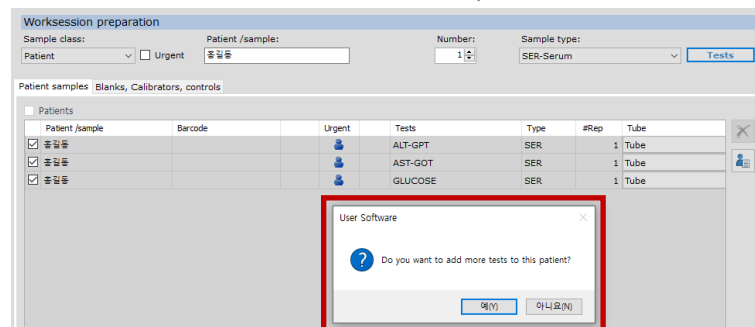 Worksession preparation
Sample class: Patient /sample: Number: Sample type:
Patient Urgent 홍길동 1 SER-Serum Tests
Patient samples Blanks, Calibrators, controls
Patients
Patient /sample Barcode Urgent Tests Type #Rep Tube
홍길동 ALT-GPT SER 1 Tube
홍길동 AST-GOT SER 1 Tube
홍길동 GLUCOSE SER 1 Tube
User Software
Do you want to add more tests to this patient?
예(Y) 아니요(N)